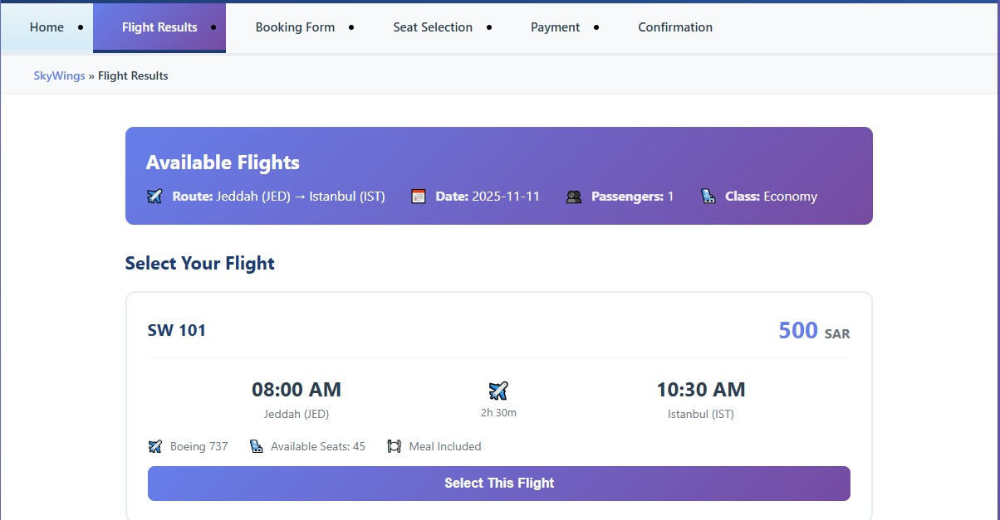 Home • Flight Results • Booking Form • Seat Selection • Payment • Confirmation
SkyWings » Flight Results
Available Flights
Route: Jeddah (JED) → Istanbul (IST) Date: 2025-11-11 Passengers: 1 Class: Economy
Select Your Flight
SW 101 500 SAR
08:00 AM 10:30 AM
Jeddah (JED) 2h 30m Istanbul (IST)
Boeing 737 Available Seats: 45 Meal Included
Select This Flight